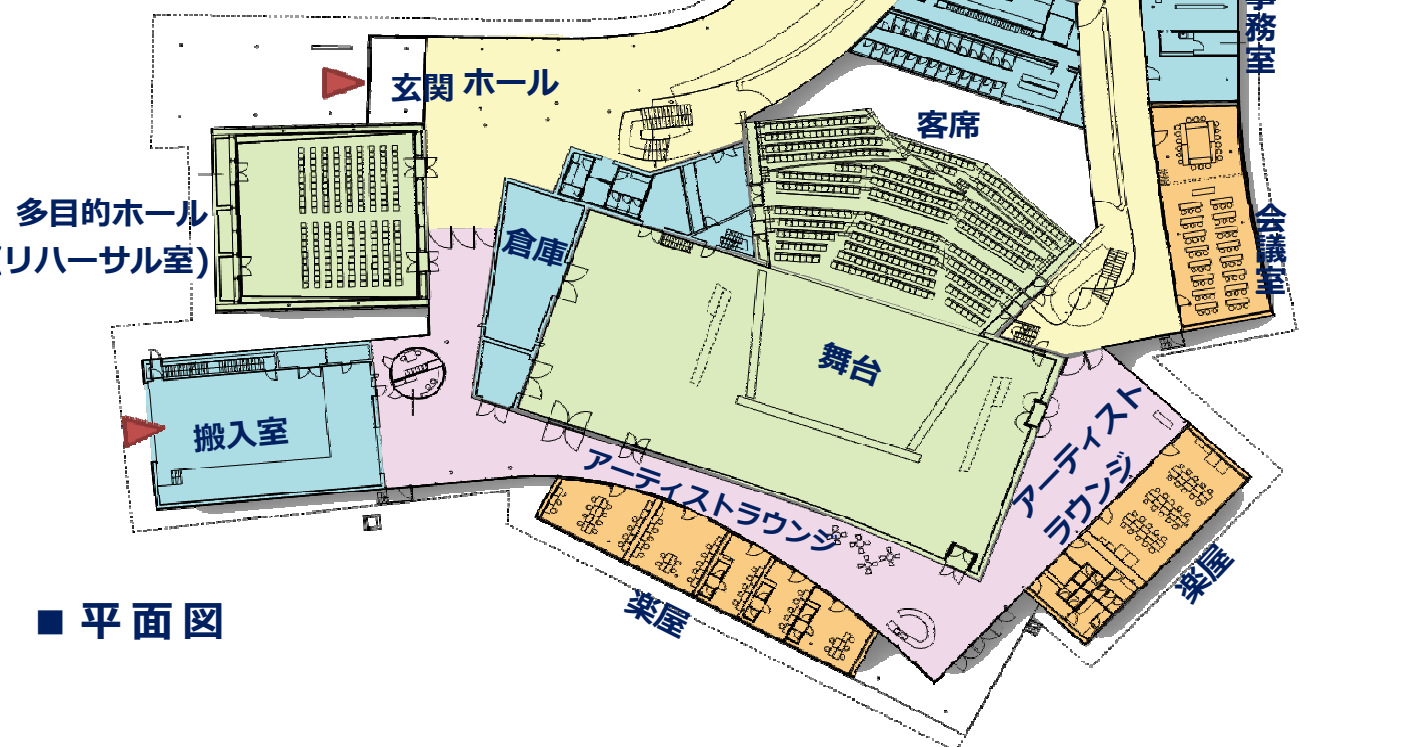 事務室
玄関 ホール
客席
多目的ホール
(リハーサル室)
倉庫
会議室
舞台
搬入室
アーティスト
ラウンジ
アーティストラウンジ
楽屋
楽屋
■ 平面図